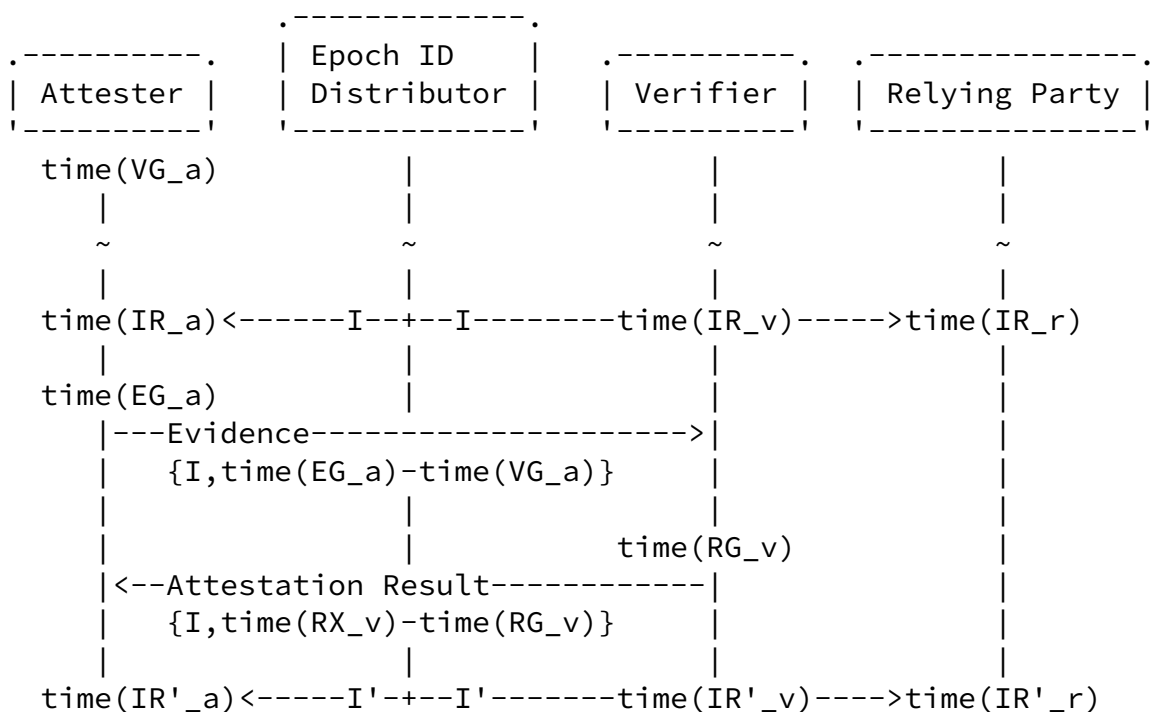 .-------------.
.----------.   | Epoch ID    |   .----------.   .---------------.
| Attester |   | Distributor |   | Verifier |   | Relying Party |
'----------'   '-------------'   '----------'   '---------------'
  time(VG_a)          |                |               |
     |                |                |               |
     ~                ~                ~               ~
     |                |                |               |
  time(IR_a)<------I--+--I--------time(IR_v)----->time(IR_r)
     |                |                |               |
  time(EG_a)          |                |               |
     |---Evidence--------------------->|               |
     |   {I,time(EG_a)-time(VG_a)}     |               |
     |                |                |               |
     |                |           time(RG_v)           |
     |<--Attestation Result------------|               |
     |   {I,time(RX_v)-time(RG_v)}     |               |
     |                |                |               |
  time(IR'_a)<-----I'-+--I'-------time(IR'_v)---->time(IR'_r)